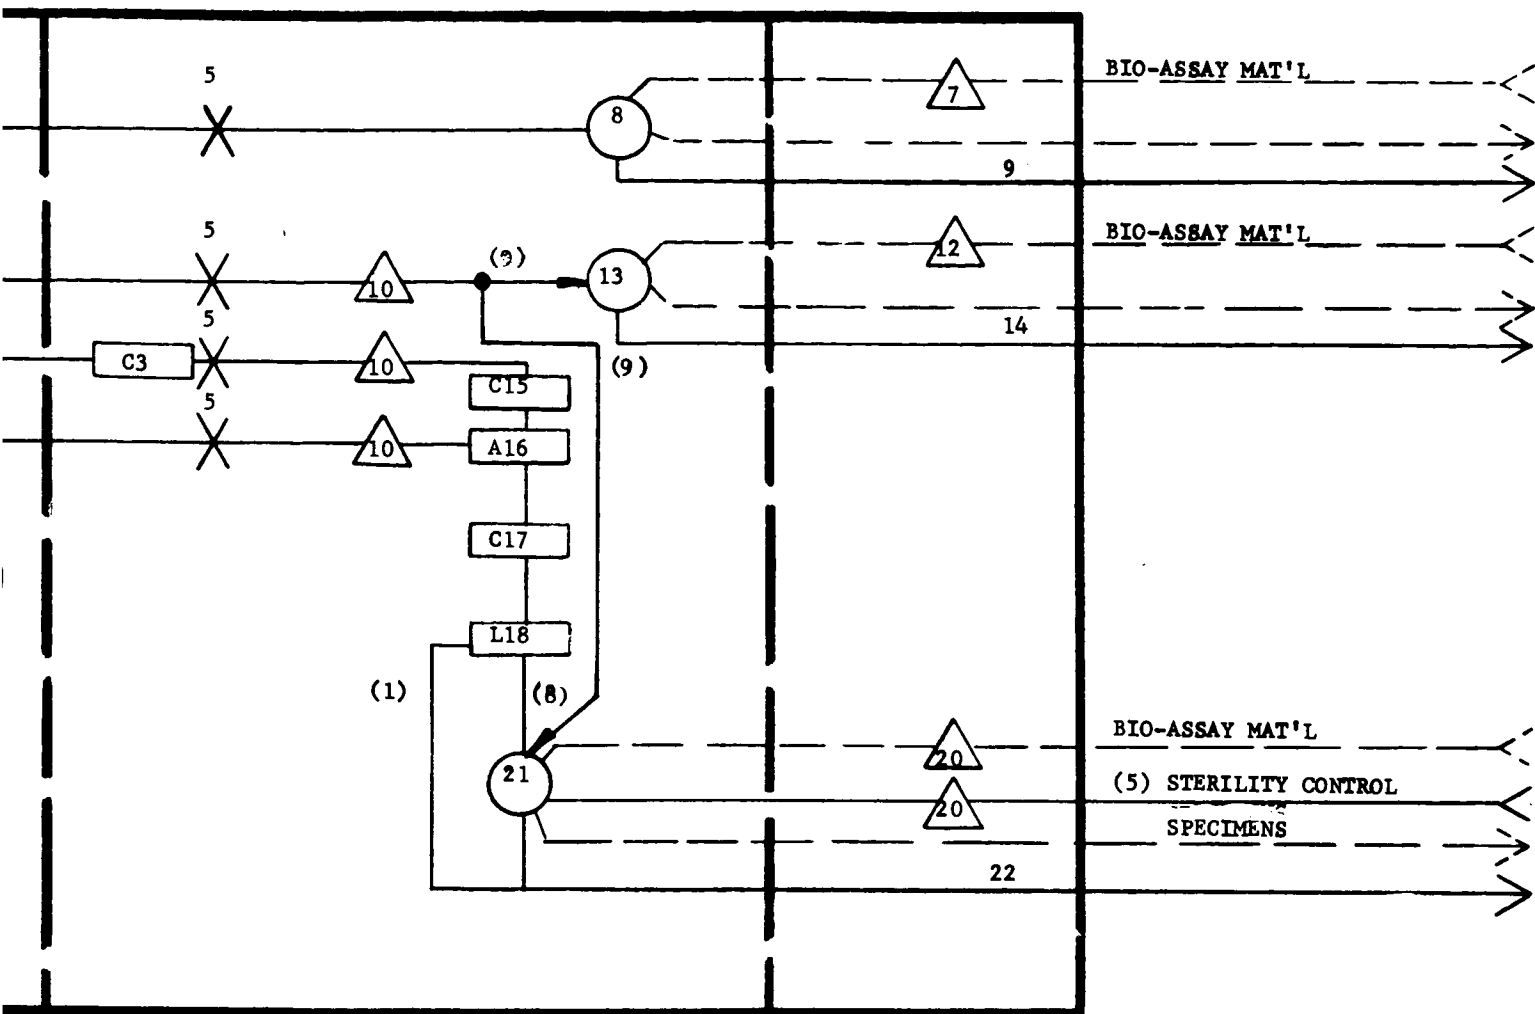 5
8
7
BIO-ASSAY MAT'L
9
5
(9)
10
13
12
BIO-ASSAY MAT'L
14
5
C3
10
(9)
C15
5
10
A16
C17
L18
(1)
(8)
21
20
BIO-ASSAY MAT'L
20
(5) STERILITY CONTROL
SPECIMENS
22